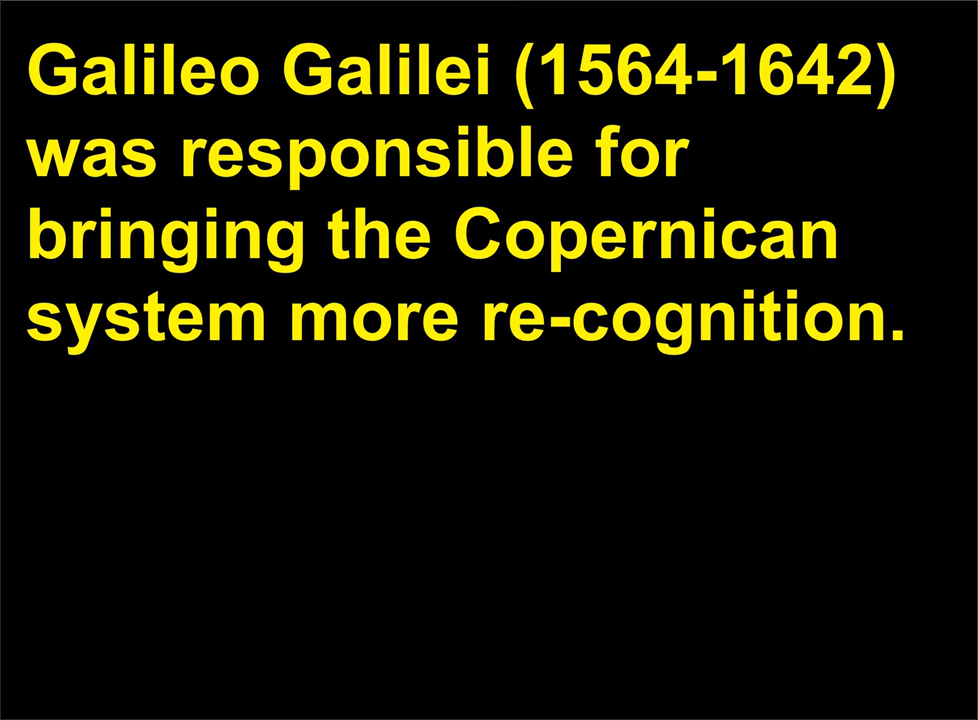 Galileo Galilei (1564-1642)
was responsible for
bringing the Copernican
system more re-cognition.